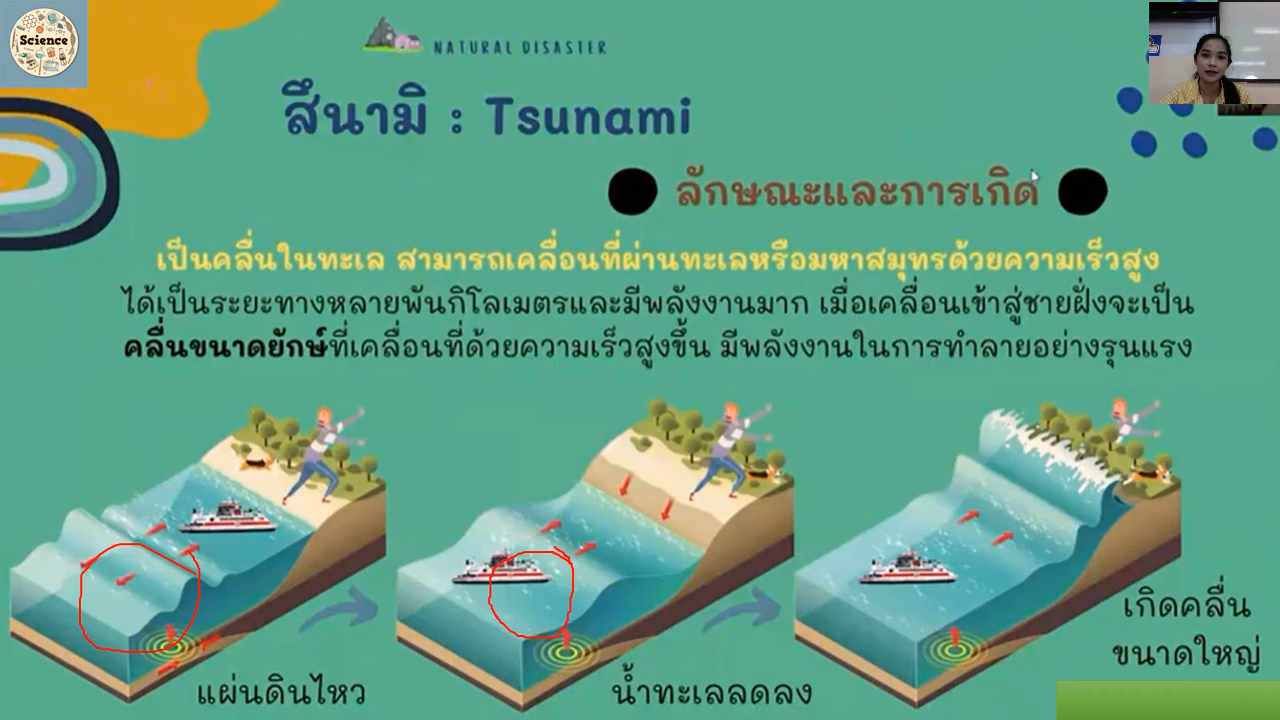 Science
NATURAL DISASTER
สึนามิ : Tsunami
ลักษณะและการเกิด
เป็นคลื่นในทะเล สามารถเคลื่อนที่ผ่านทะเลหรือมหาสมุทรด้วยความเร็วสูง
ได้เป็นระยะทางหลายพันกิโลเมตรและมีพลังงานมาก เมื่อเคลื่อนเข้าสู่ชายฝั่งจะเป็น
คลื่นขนาดยักษ์ที่เคลื่อนที่ด้วยความเร็วสูงขึ้น มีพลังงานในการทำลายอย่างรุนแรง
แผ่นดินไหว
น้ำทะเลลดลง
เกิดคลื่น
ขนาดใหญ่